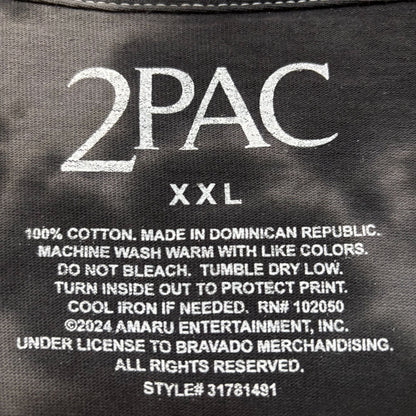 2PAC
XXL
100% COTTON. MADE IN DOMINICAN REPUBLIC.
MACHINE WASH WARM WITH LIKE COLORS.
DO NOT BLEACH. TUMBLE DRY LOW.
TURN INSIDE OUT TO PROTECT PRINT.
COOL IRON IF NEEDED. RN# 102050
©2024 AMARU ENTERTAINMENT, INC.
UNDER LICENSE TO BRAVADO MERCHANDISING.
ALL RIGHTS RESERVED.
STYLE# 31781491